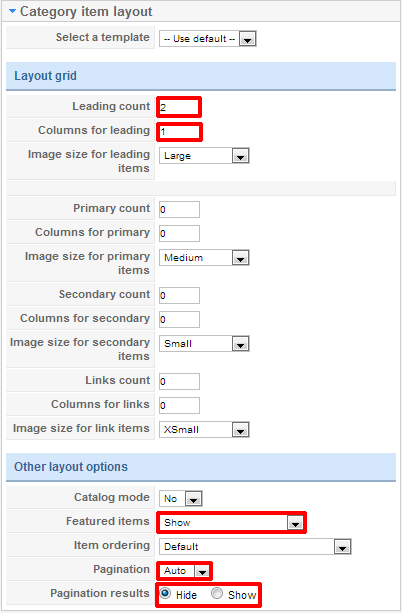 Category item layout
Select a template -- Use default --
Layout grid
Leading count 2
Columns for leading 1
Image size for leading Large
items
Primary count 0
Columns for primary 0
Image size for primary Medium
items
Secondary count 0
Columns for secondary 0
Image size for secondary Small
items
Links count 0
Columns for links 0
Image size for link items XSmall
Other layout options
Catalog mode No
Featured items Show
Item ordering Default
Pagination Auto
Pagination results Hide Show